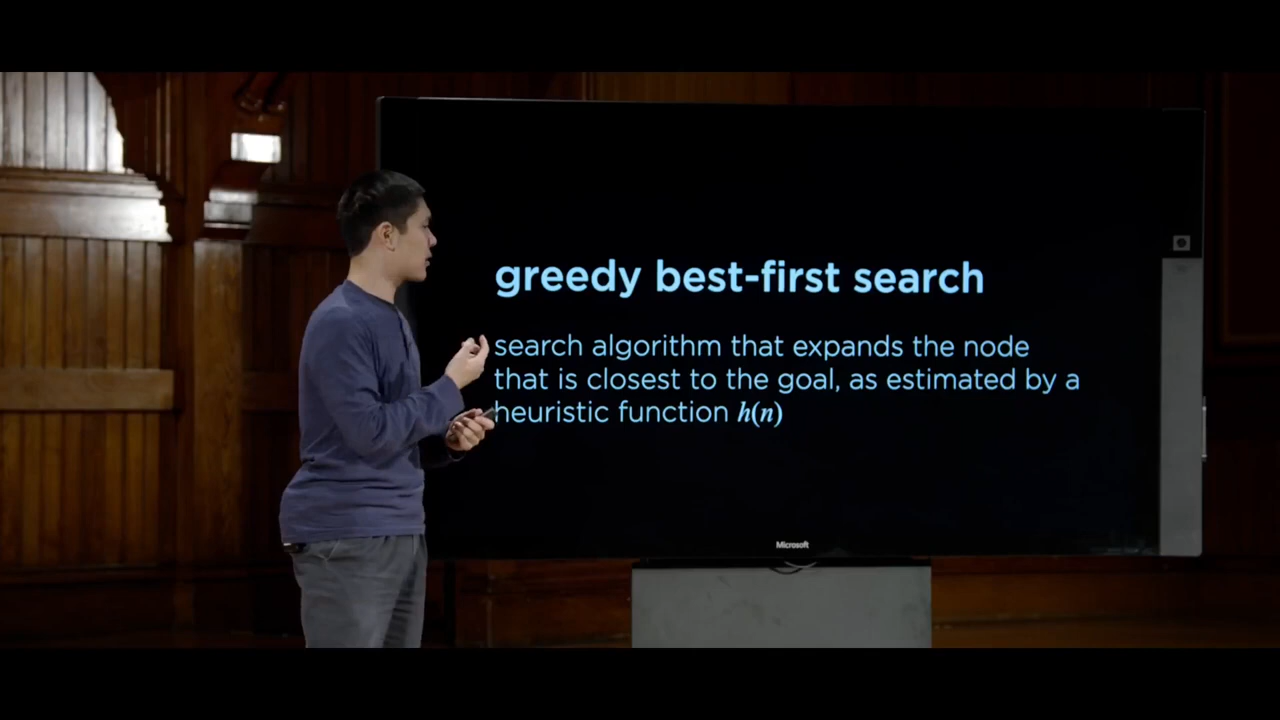 greedy best-first search
search algorithm that expands the node
that is closest to the goal, as estimated by a
heuristic function h(n)
Microsoft